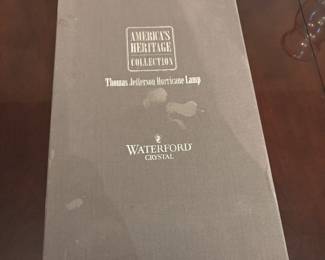 AMERICA'S
HERITAGE
COLLECTION
Thomas Jefferson Hurricane Lamp
WATERFORD
CRYSTAL